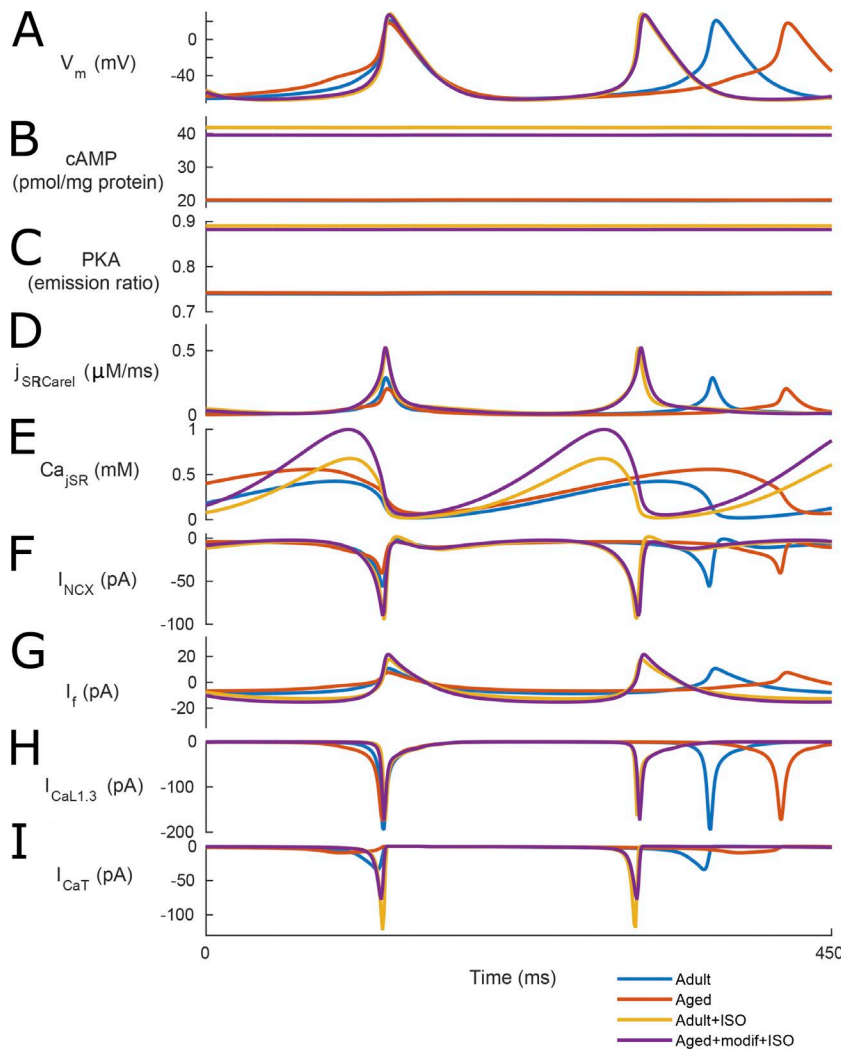 A
V_m (mV)
0
-40
B
cAMP
(pmol/mg protein)
40
30
20
C
PKA
(emission ratio)
0.9
0.8
0.7
D
j_SRCarel (μM/ms)
0.5
0
E
Ca_jSR (mM)
1
0.5
0
F
I_NCX (pA)
0
-50
-100
G
I_f (pA)
20
0
-20
H
I_CaL1.3 (pA)
0
-100
-200
I
I_CaT (pA)
0
-50
-100
0
450
Time (ms)
Adult
Aged
Adult+ISO
Aged+modif+ISO